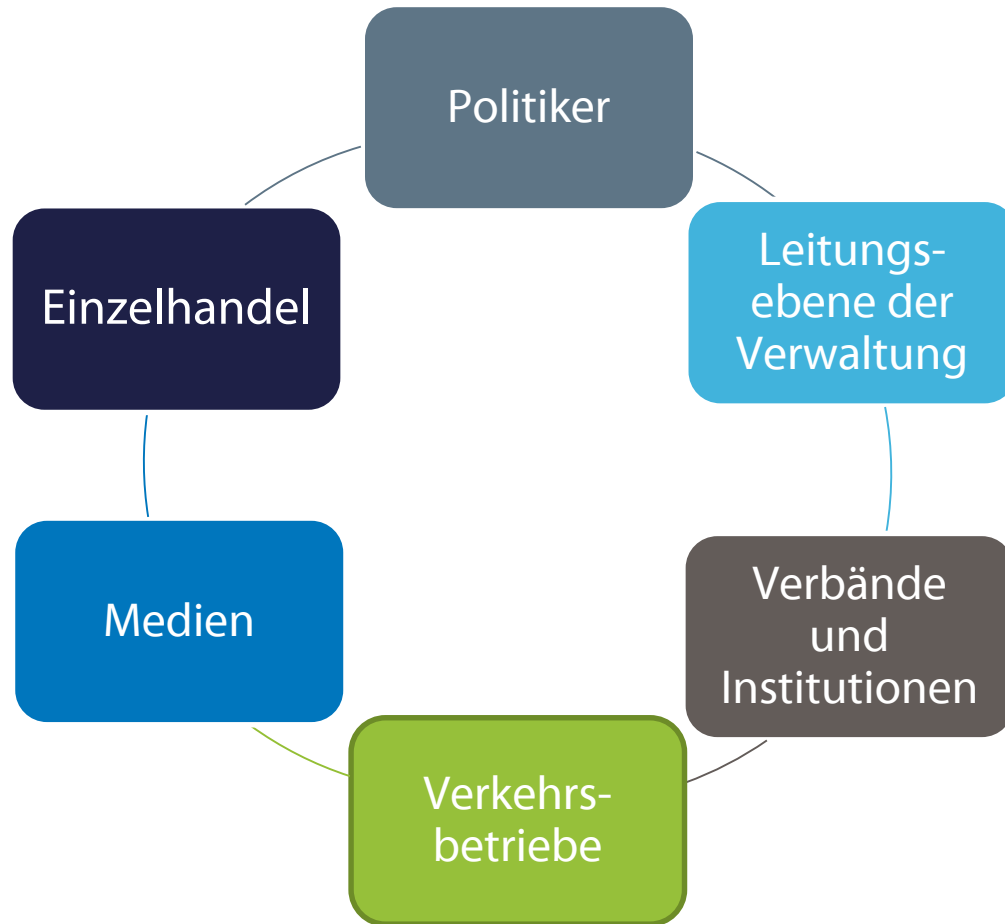 Politiker
Leitungs-
ebene der
Verwaltung
Verbände
und
Institutionen
Verkehrs-
betriebe
Medien
Einzelhandel